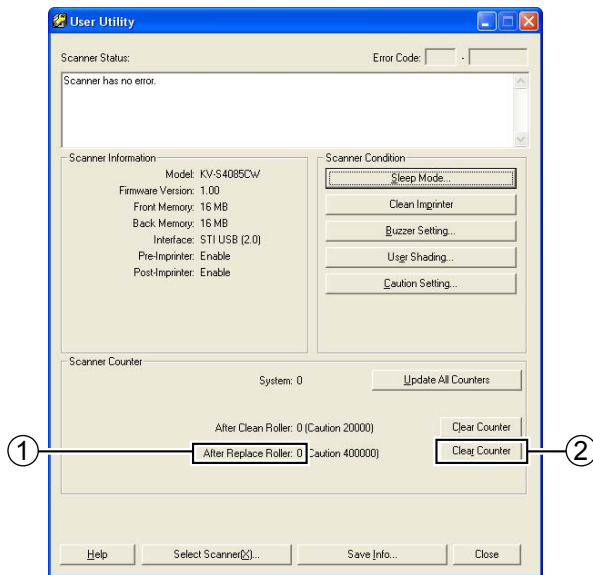 User Utility
Scanner Status:
Error Code: -
Scanner has no error.
Scanner Information
Model: KV-S4085CW
Firmware Version: 1.00
Front Memory: 16 MB
Back Memory: 16 MB
Interface: STI USB (2.0)
Pre-Imprinter: Enable
Post-Imprinter: Enable
Scanner Condition
Sleep Mode...
Clean Imprinter
Buzzer Setting...
User Shading...
Caution Setting...
Scanner Counter
System: 0
Update All Counters
After Clean Roller: 0 (Caution 20000)
Clear Counter
1
After Replace Roller: 0 (Caution 400000)
Clear Counter
2
Help
Select Scanner(X)...
Save Info...
Close